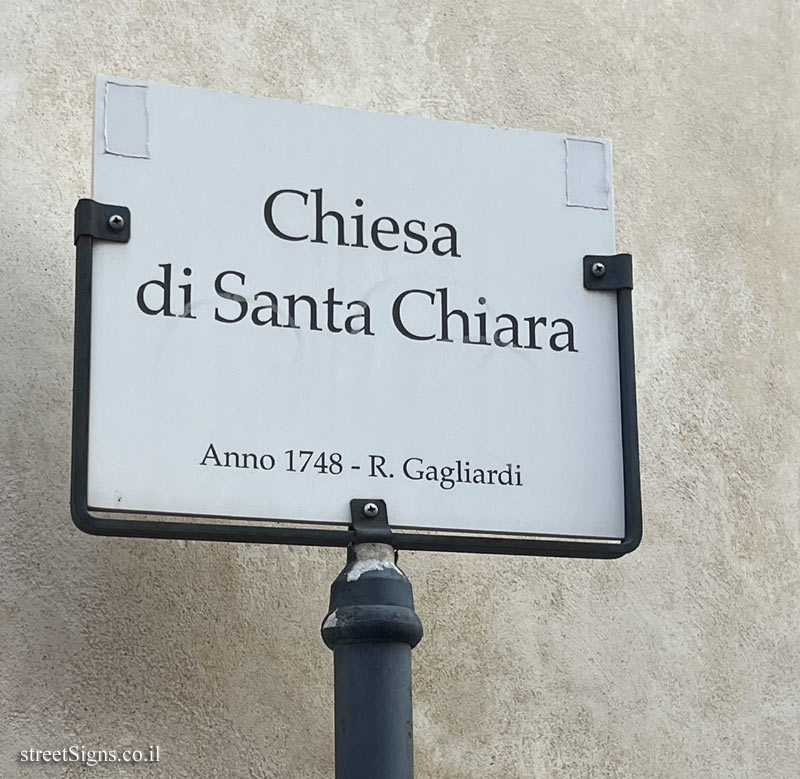 Chiesa
di Santa Chiara
Anno 1748 - R. Gagliardi
streetSigns.co.il